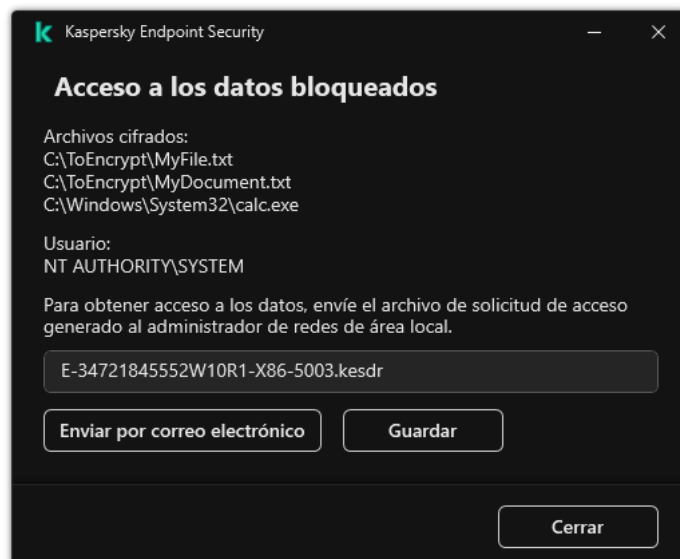 Kaspersky Endpoint Security
Acceso a los datos bloqueados
Archivos cifrados:
C:\ToEncrypt\MyFile.txt
C:\ToEncrypt\MyDocument.txt
C:\Windows\System32\calc.exe
Usuario:
NT AUTHORITY\SYSTEM
Para obtener acceso a los datos, envíe el archivo de solicitud de acceso
generado al administrador de redes de área local.
E-34721845552W10R1-X86-5003.kesdr
Enviar por correo electrónico
Guardar
Cerrar